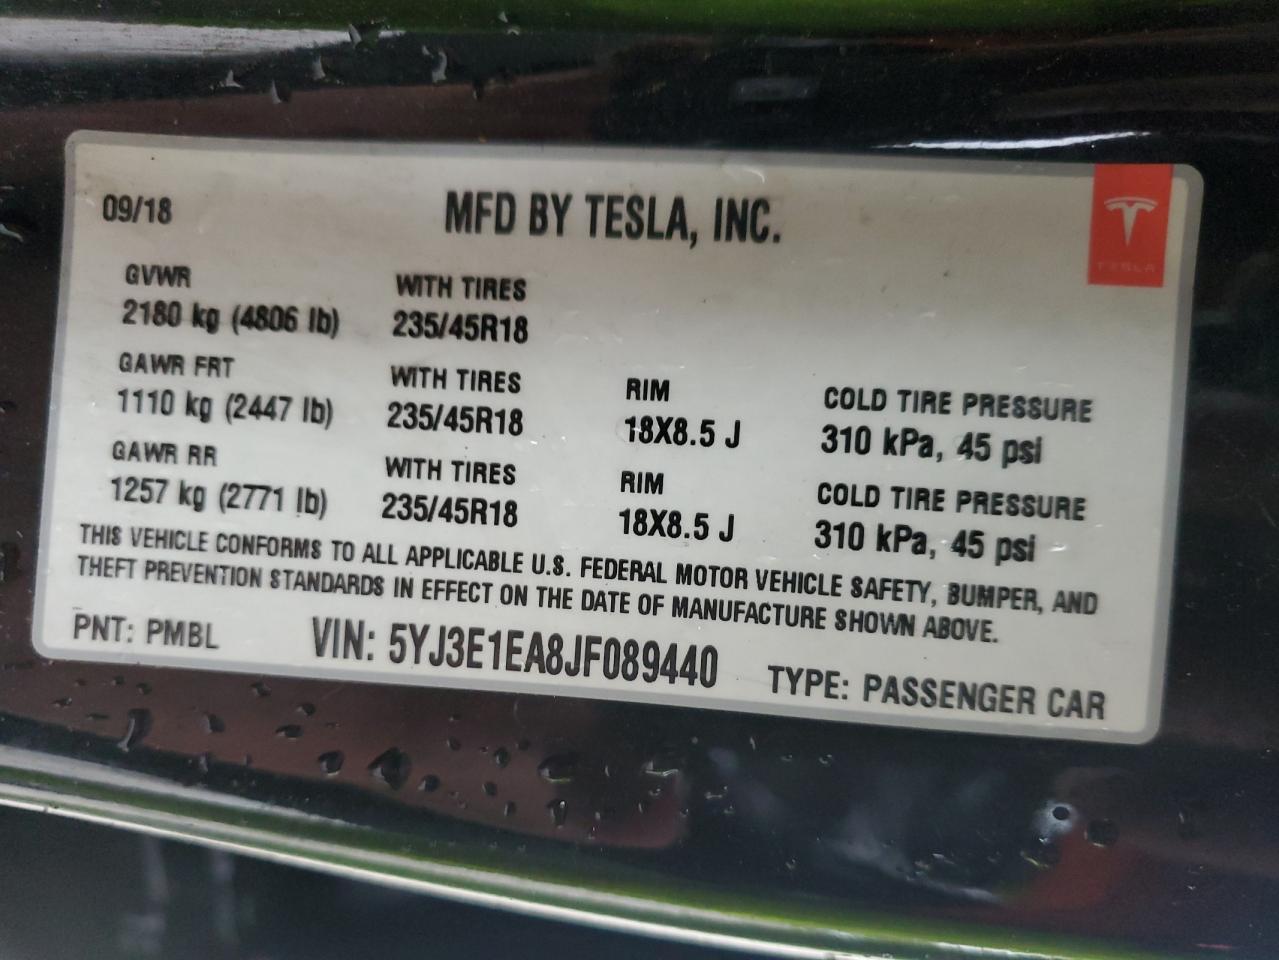 09/18 MFD BY TESLA, INC.
TESLA
GVWR WITH TIRES
2180 kg (4806 lb) 235/45R18
GAWR FRT WITH TIRES RIM COLD TIRE PRESSURE
1110 kg (2447 lb) 235/45R18 18X8.5 J 310 kPa, 45 psi
GAWR RR WITH TIRES RIM COLD TIRE PRESSURE
1257 kg (2771 lb) 235/45R18 18X8.5 J 310 kPa, 45 psi
THIS VEHICLE CONFORMS TO ALL APPLICABLE U.S. FEDERAL MOTOR VEHICLE SAFETY, BUMPER, AND
THEFT PREVENTION STANDARDS IN EFFECT ON THE DATE OF MANUFACTURE SHOWN ABOVE.
PNT: PMBL VIN: 5YJ3E1EA8JF089440 TYPE: PASSENGER CAR